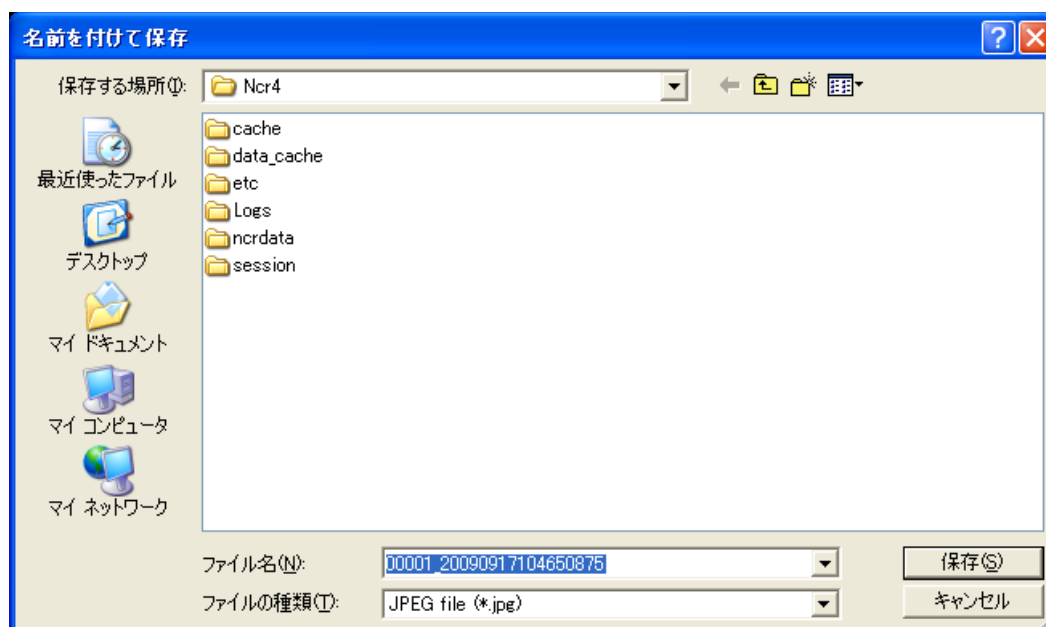 名前を付けて保存
保存する場所(I):
Ncr4
最近使ったファイル
デスクトップ
マイ ドキュメント
マイ コンピュータ
マイ ネットワーク
cache
data_cache
etc
Logs
ncrdata
session
ファイル名(N):
00001_20090917104650875
保存(S)
ファイルの種類(T):
JPEG file (*.jpg)
キャンセル